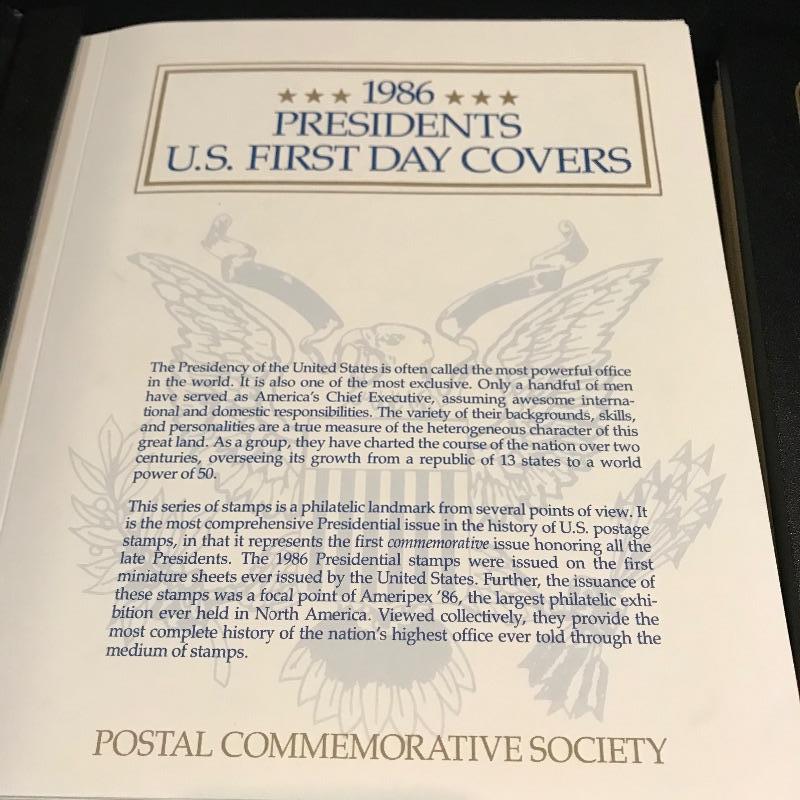 ★★★ 1986 ★★★
PRESIDENTS
U.S. FIRST DAY COVERS
The Presidency of the United States is often called the most powerful office
in the world. It is also one of the most exclusive. Only a handful of men
have served as America's Chief Executive, assuming awesome interna-
tional and domestic responsibilities. The variety of their backgrounds, skills,
and personalities are a true measure of the heterogeneous character of this
great land. As a group, they have charted the course of the nation over two
centuries, overseeing its growth from a republic of 13 states to a world
power of 50.
This series of stamps is a philatelic landmark from several points of view. It
is the most comprehensive Presidential issue in the history of U.S. postage
stamps, in that it represents the first commemorative issue honoring all the
late Presidents. The 1986 Presidential stamps were issued on the first
miniature sheets ever issued by the United States. Further, the issuance of
these stamps was a focal point of Ameripex '86, the largest philatelic exhi-
bition ever held in North America. Viewed collectively, they provide the
most complete history of the nation's highest office ever told through the
medium of stamps.
POSTAL COMMEMORATIVE SOCIETY